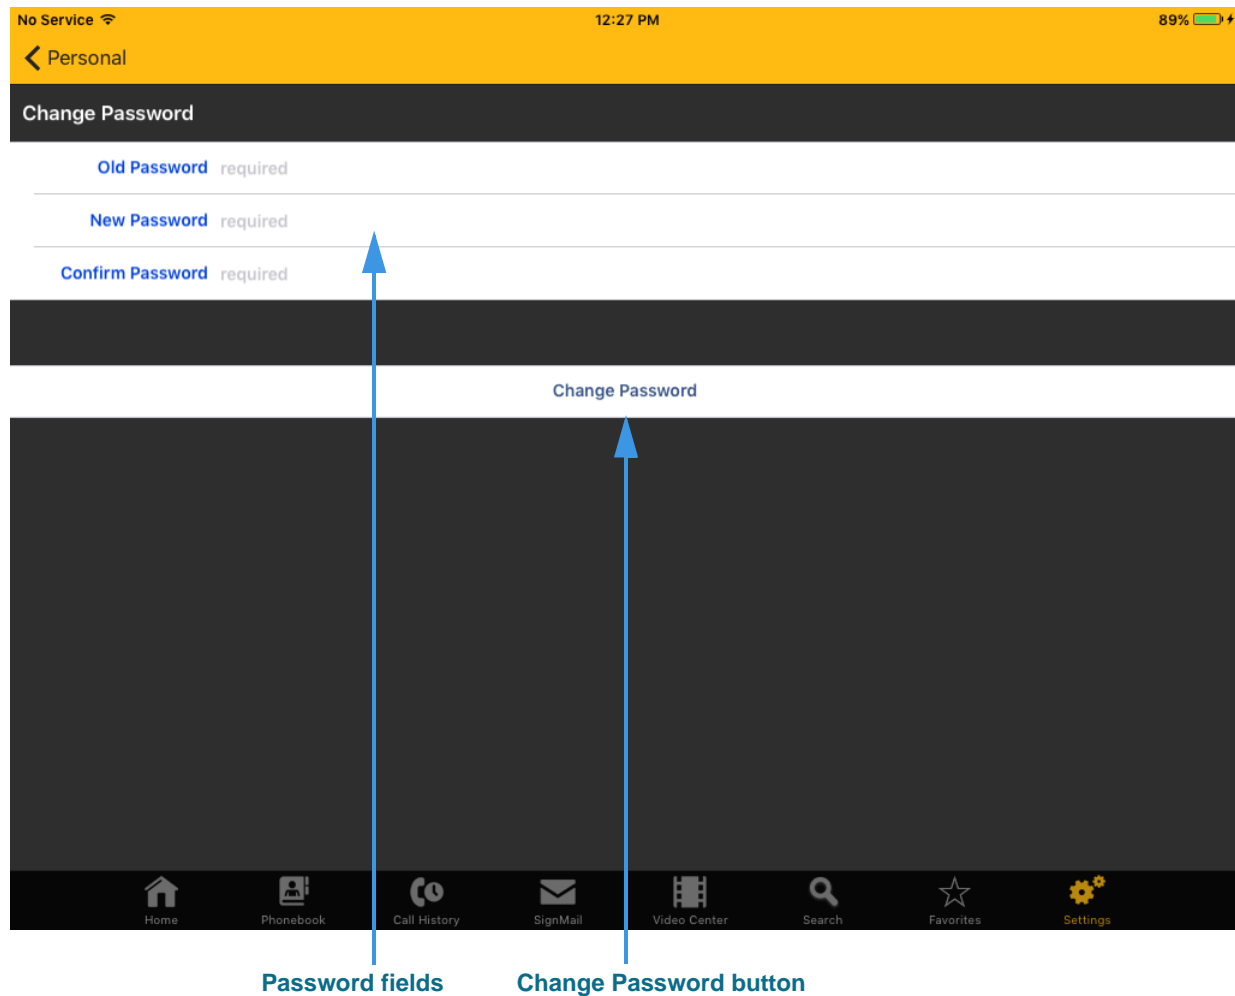 No Service 12:27 PM 89%
Personal
Change Password
Old Password required
New Password required
Confirm Password required
Change Password
Home Phonebook Call History SignMail Video Center Search Favorites Settings
Password fields Change Password button